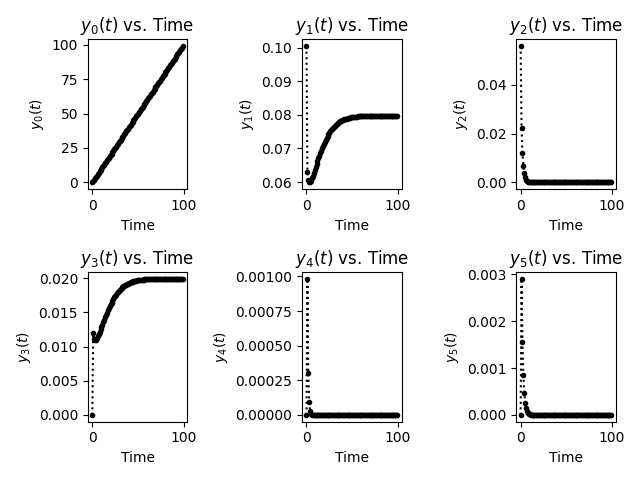 y₀(t) vs. Time
y₁(t) vs. Time
y₂(t) vs. Time
100
75
50
25
0
y₀(t)
0
100
Time
0.10
0.09
0.08
0.07
0.06
y₁(t)
0
100
Time
0.04
0.02
0.00
y₂(t)
0
100
Time
y₃(t) vs. Time
y₄(t) vs. Time
y₅(t) vs. Time
0.020
0.015
0.010
0.005
0.000
y₃(t)
0
100
Time
0.00100
0.00075
0.00050
0.00025
0.00000
y₄(t)
0
100
Time
0.003
0.002
0.001
0.000
y₅(t)
0
100
Time